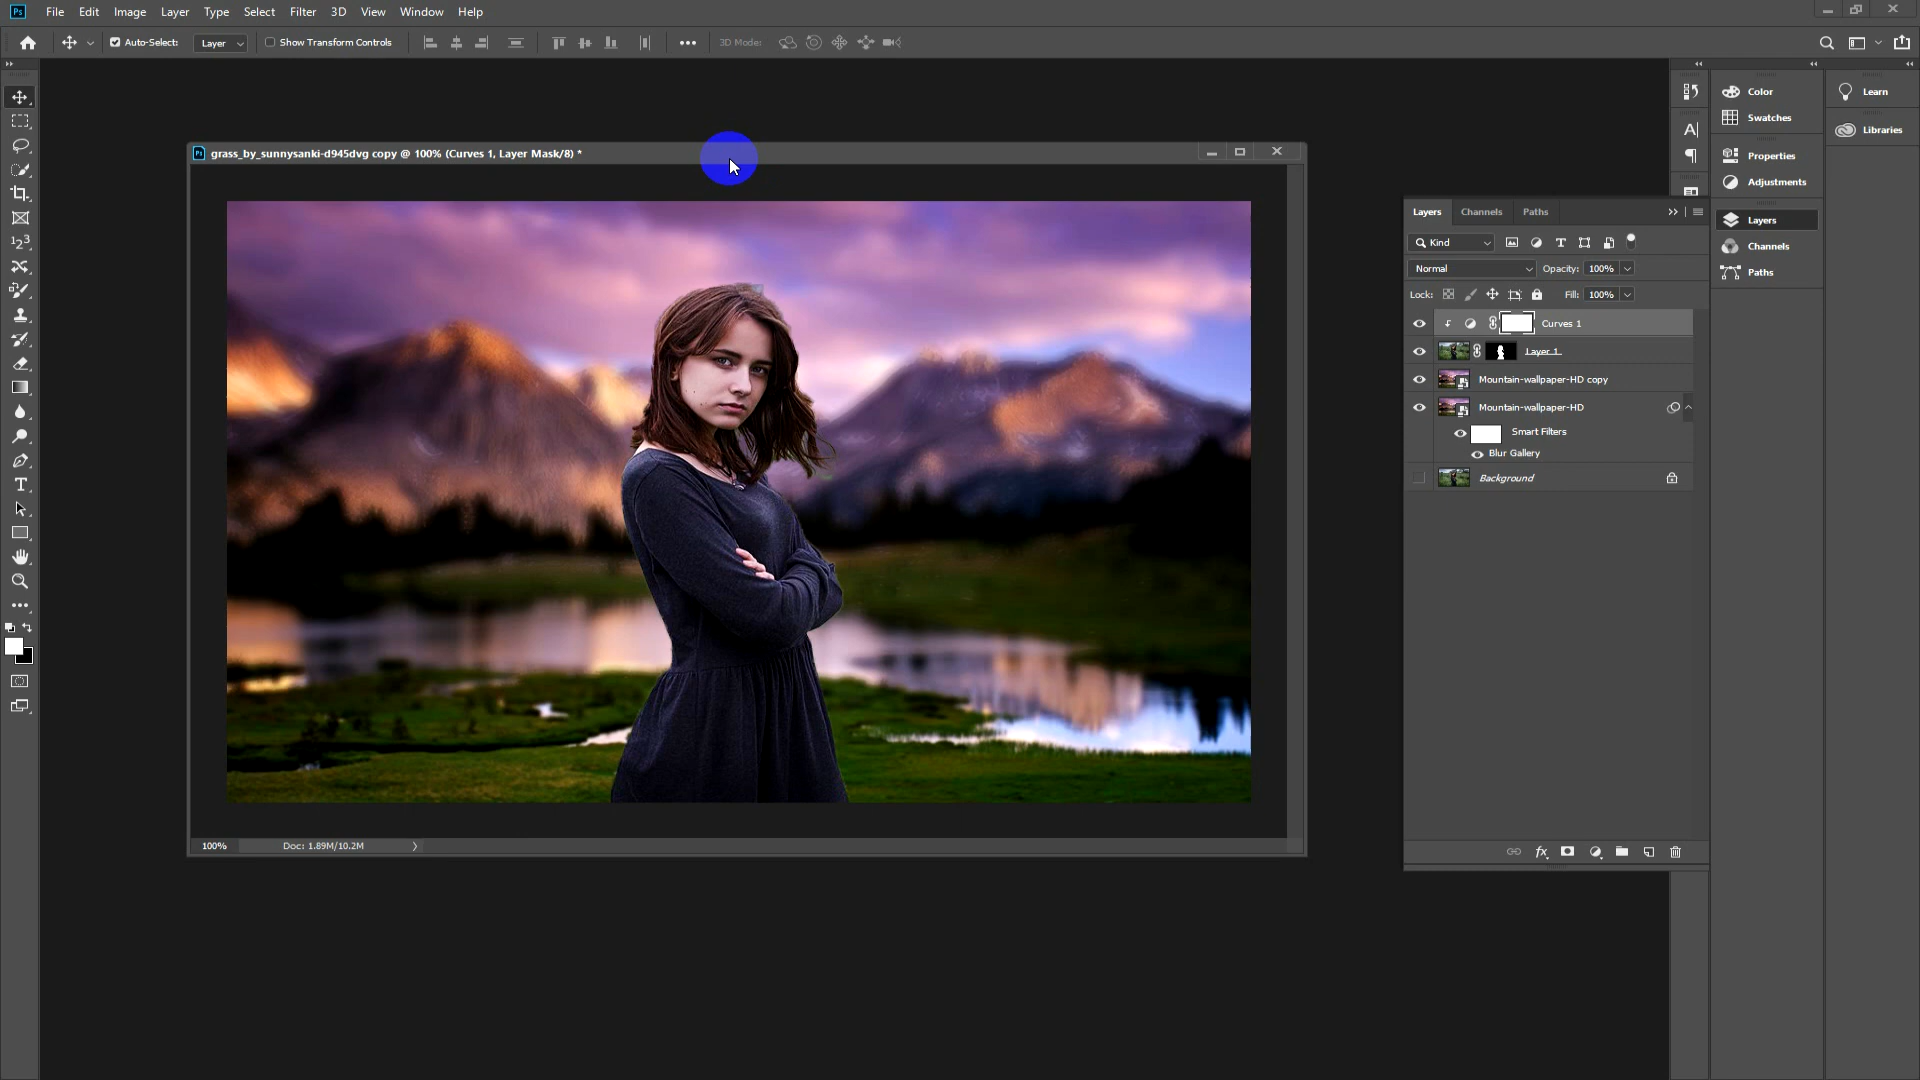 Ps File Edit Image Layer Type Select Filter 3D View Window Help
Auto-Select: Layer Show Transform Controls 3D Mode:
Color Learn
Swatches
Libraries
Properties
Adjustments
Layers
Channels
Paths
Ps grass_by_sunnysanki-d945dvg copy @ 100% (Curves 1, Layer Mask/8) *
100% Doc: 1.89M/10.2M
Layers Channels Paths
Kind
Normal Opacity: 100%
Lock: Fill: 100%
Curves 1
Layer 1
Mountain-wallpaper-HD copy
Mountain-wallpaper-HD
Smart Filters
Blur Gallery
Background
fx